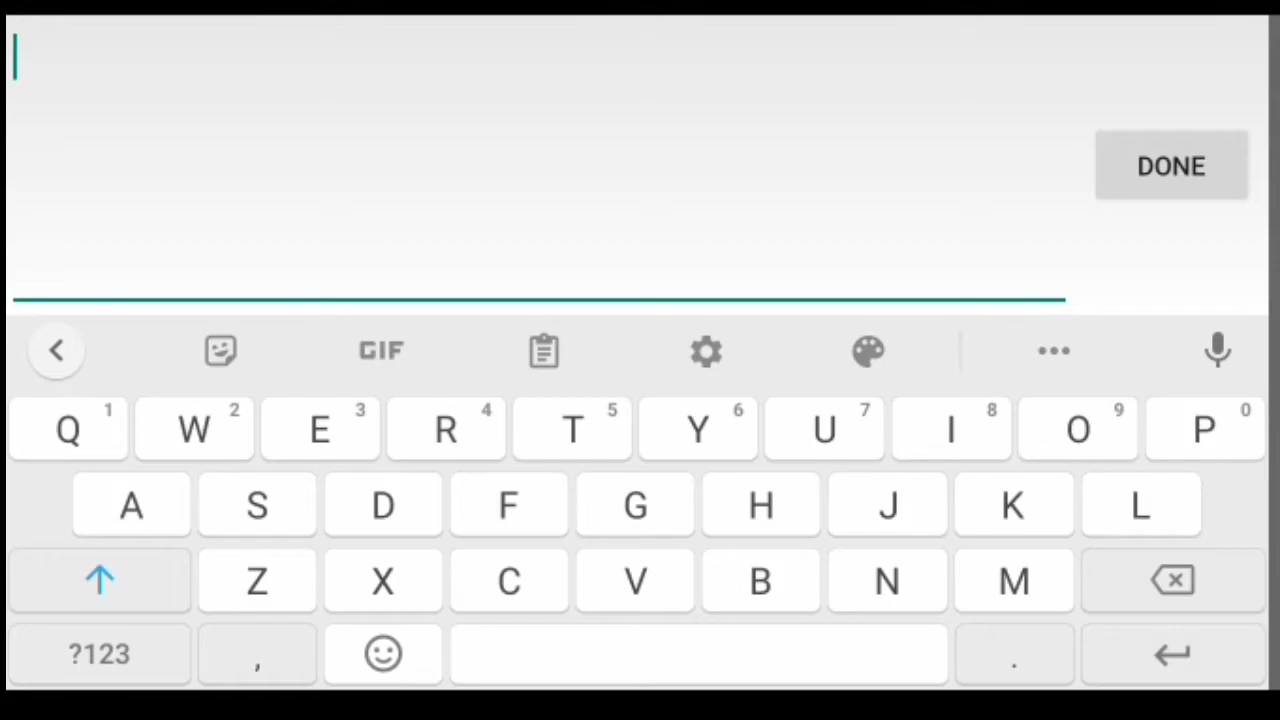 DONE
GIF
Q 1 W 2 E 3 R 4 T 5 Y 6 U 7 I 8 O 9 P 0
A S D F G H J K L
Z X C V B N M
?123 , .